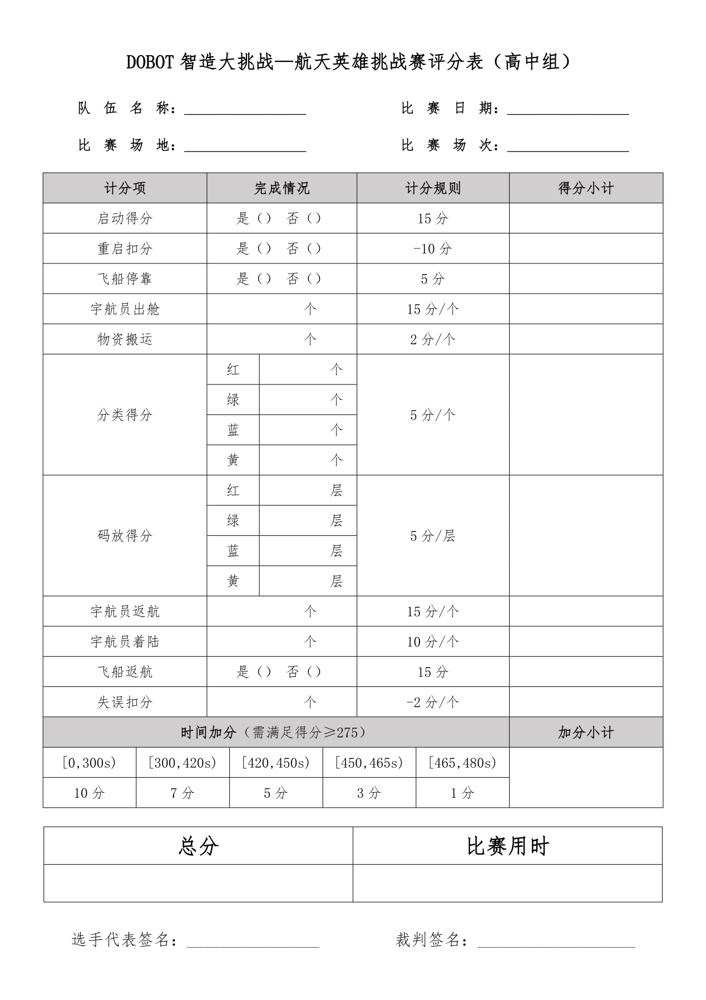 DOBOT 智造大挑战—航天英雄挑战赛评分表（高中组）
队 伍 名 称：
比 赛 日 期：
比 赛 场 地：
比 赛 场 次：
计分项 完成情况 计分规则 得分小计
启动得分 是（） 否（） 15 分
重启扣分 是（） 否（） -10 分
飞船停靠 是（） 否（） 5 分
宇航员出舱 个 15 分/个
物资搬运 个 2 分/个
分类得分 红 个 5 分/个
绿 个
蓝 个
黄 个
码放得分 红 层 5 分/层
绿 层
蓝 层
黄 层
宇航员返航 个 15 分/个
宇航员着陆 个 10 分/个
飞船返航 是（） 否（） 15 分
失误扣分 个 -2 分/个
时间加分（需满足得分≥275） 加分小计
[0,300s) [300,420s) [420,450s) [450,465s) [465,480s)
10 分 7 分 5 分 3 分 1 分
总分 比赛用时
选手代表签名：________________ 裁判签名：___________________